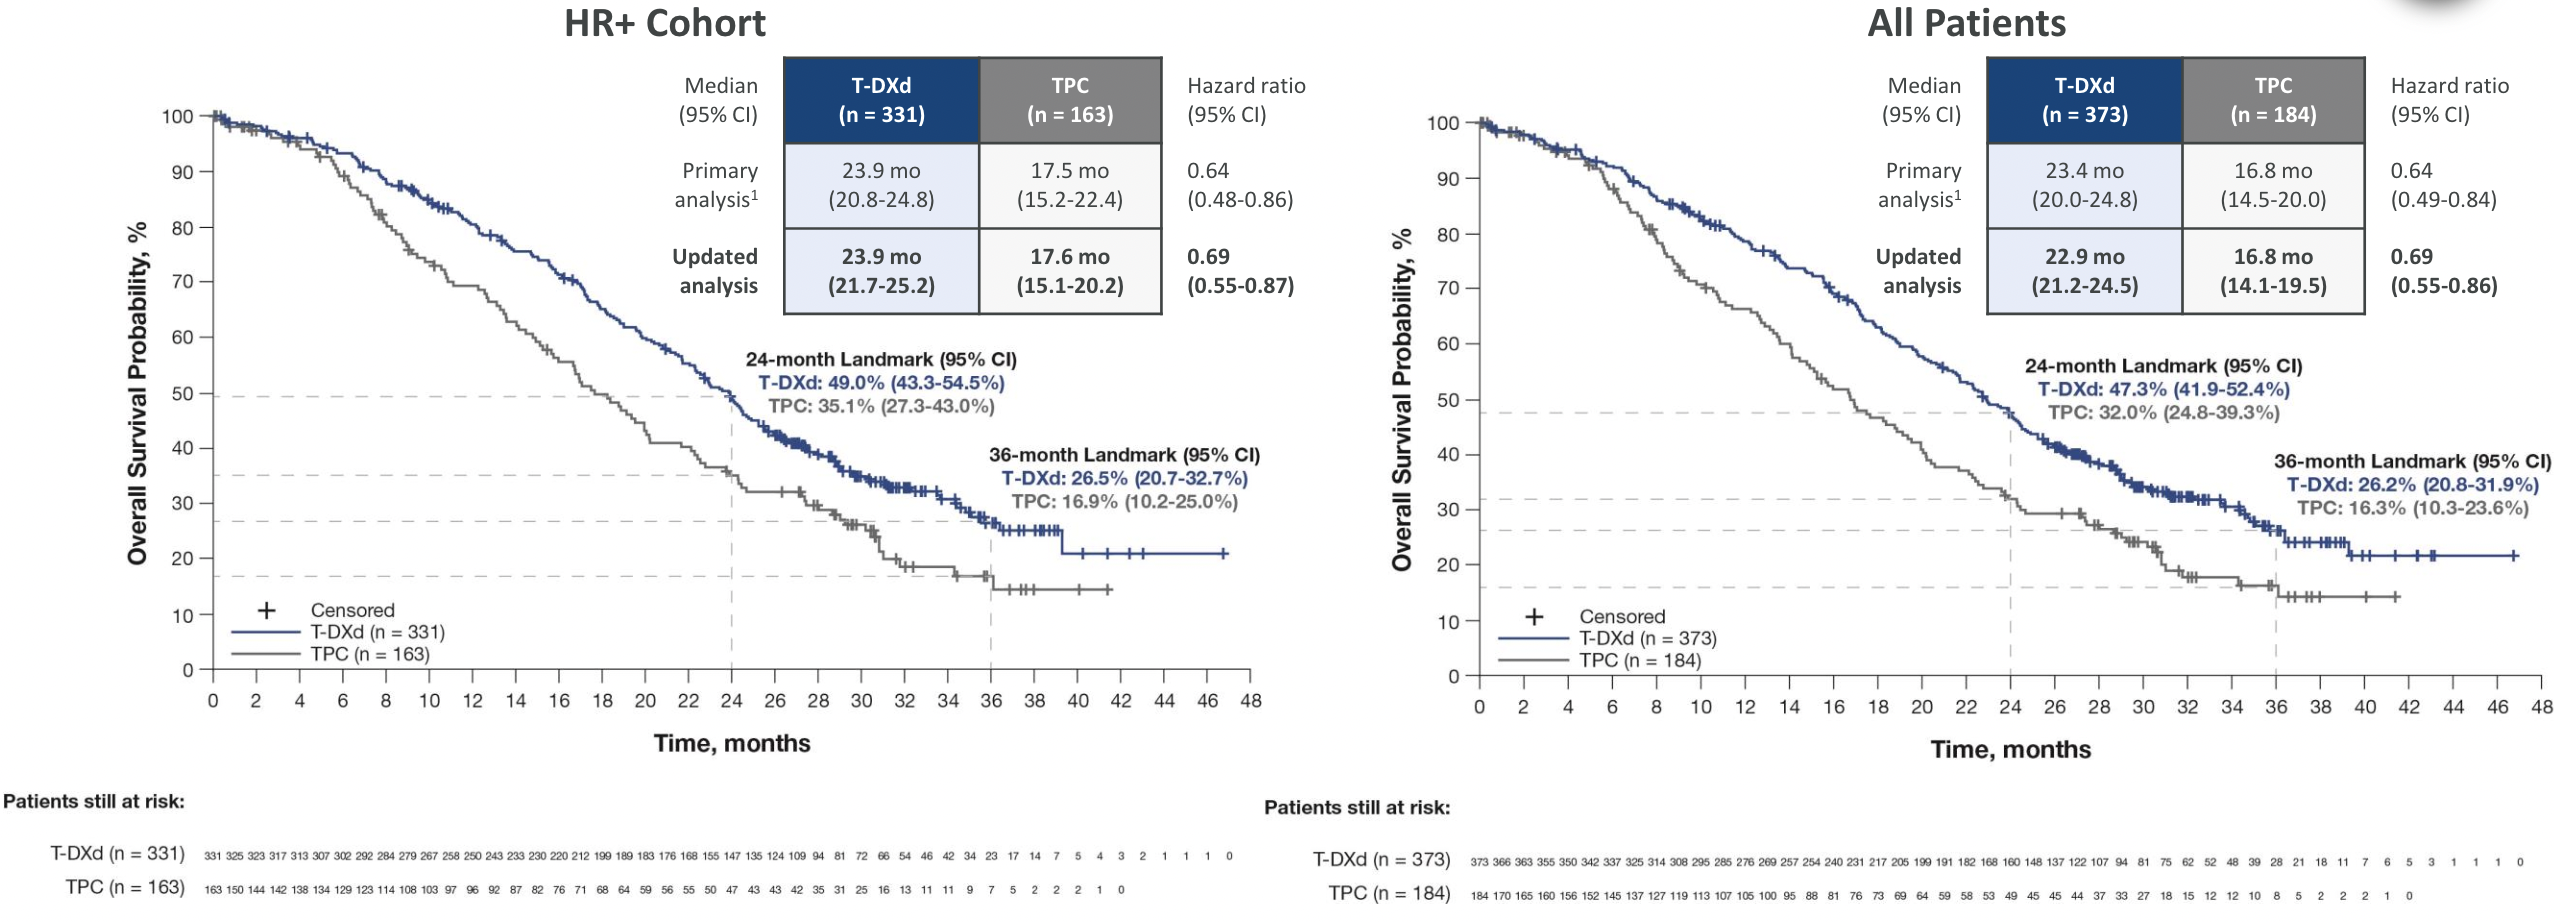 HR+ Cohort
Median (95% CI)
T-DXd (n = 331)
TPC (n = 163)
Hazard ratio (95% CI)
Primary analysis1
23.9 mo (20.8-24.8)
17.5 mo (15.2-22.4)
0.64 (0.48-0.86)
Updated analysis
23.9 mo (21.7-25.2)
17.6 mo (15.1-20.2)
0.69 (0.55-0.87)
Overall Survival Probability, %
100
90
80
70
60
50
40
30
20
10
0
24-month Landmark (95% CI)
T-DXd: 49.0% (43.3-54.5%)
TPC: 35.1% (27.3-43.0%)
36-month Landmark (95% CI)
T-DXd: 26.5% (20.7-32.7%)
TPC: 16.9% (10.2-25.0%)
Censored
T-DXd (n = 331)
TPC (n = 163)
0 2 4 6 8 10 12 14 16 18 20 22 24 26 28 30 32 34 36 38 40 42 44 46 48
Time, months
Patients still at risk:
T-DXd (n = 331) 331 325 323 317 313 307 302 292 284 279 267 258 250 243 233 230 220 212 199 189 183 176 168 155 147 135 124 109 94 81 72 66 54 46 42 34 23 17 14 7 5 4 3 2 1 1 1 0
TPC (n = 163) 163 150 144 142 138 134 129 123 114 108 103 97 96 92 87 82 76 71 68 64 59 56 55 50 47 43 43 42 35 31 25 16 13 11 11 9 7 5 2 2 2 1 0
All Patients
Median (95% CI)
T-DXd (n = 373)
TPC (n = 184)
Hazard ratio (95% CI)
Primary analysis1
23.4 mo (20.0-24.8)
16.8 mo (14.5-20.0)
0.64 (0.49-0.84)
Updated analysis
22.9 mo (21.2-24.5)
16.8 mo (14.1-19.5)
0.69 (0.55-0.86)
Overall Survival Probability, %
100
90
80
70
60
50
40
30
20
10
0
24-month Landmark (95% CI)
T-DXd: 47.3% (41.9-52.4%)
TPC: 32.0% (24.8-39.3%)
36-month Landmark (95% CI)
T-DXd: 26.2% (20.8-31.9%)
TPC: 16.3% (10.3-23.6%)
Censored
T-DXd (n = 373)
TPC (n = 184)
0 2 4 6 8 10 12 14 16 18 20 22 24 26 28 30 32 34 36 38 40 42 44 46 48
Time, months
Patients still at risk:
T-DXd (n = 373) 373 366 363 355 350 342 337 325 314 308 295 285 276 269 257 254 240 231 217 205 199 191 182 168 160 148 137 122 107 94 81 75 62 52 48 39 28 21 18 11 7 6 5 3 1 1 1 0
TPC (n = 184) 184 170 165 160 156 152 145 137 127 119 113 107 105 100 95 88 81 76 73 69 64 59 58 53 49 45 45 44 37 33 27 18 15 12 12 10 8 5 2 2 2 1 0